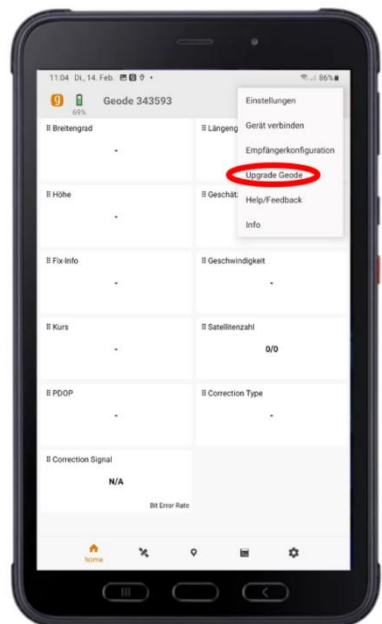 11:04 Di., 14. Feb.
86%
g
69%
Geode 343593
Einstellungen
Gerät verbinden
Empfängerkonfiguration
Upgrade Geode
Help/Feedback
Info
Breitengrad
-
Längeng
Höhe
-
Geschät
Fix-Info
-
Geschwindigkeit
-
Kurs
-
Satellitenzahl
0/0
PDOP
-
Correction Type
-
Correction Signal
N/A
Bit Error Rate
home